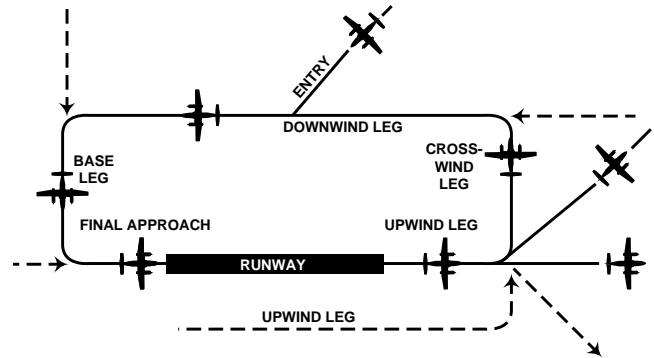 ENTRY
DOWNWIND LEG
BASE
LEG
CROSS-
WIND
LEG
FINAL APPROACH
UPWIND LEG
RUNWAY
UPWIND LEG